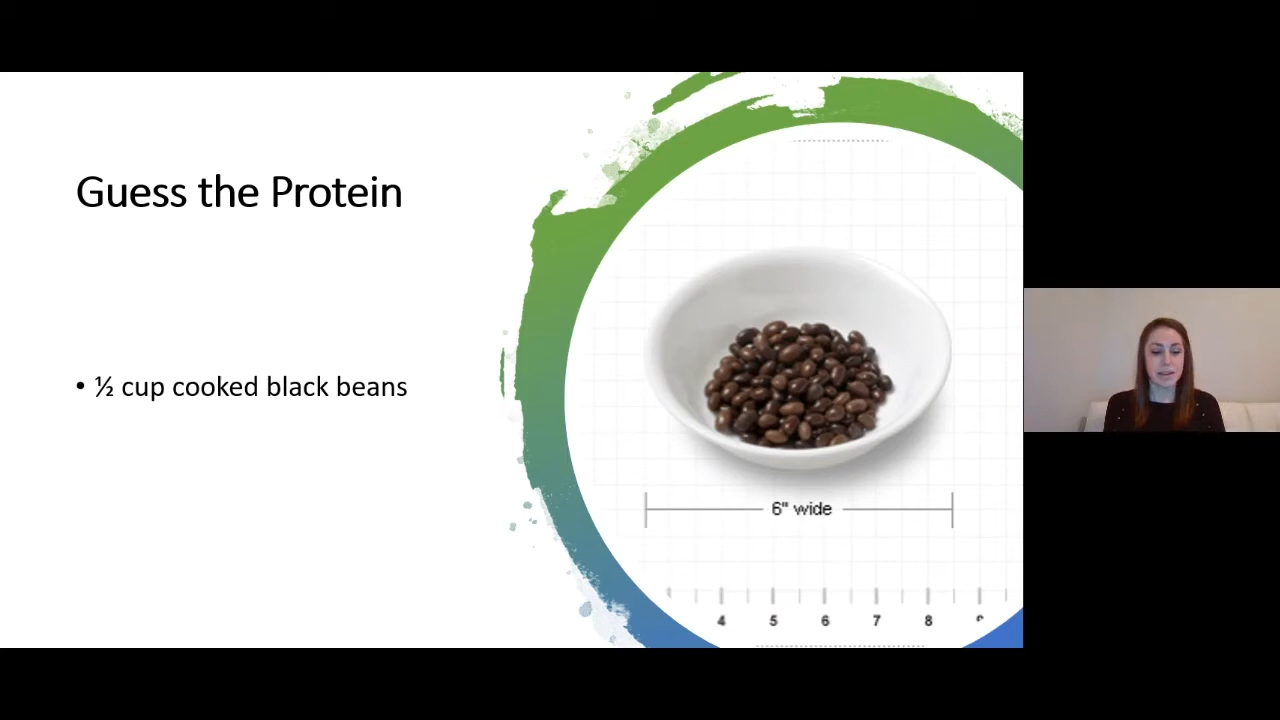 Guess the Protein
• ½ cup cooked black beans
6" wide
4 5 6 7 8